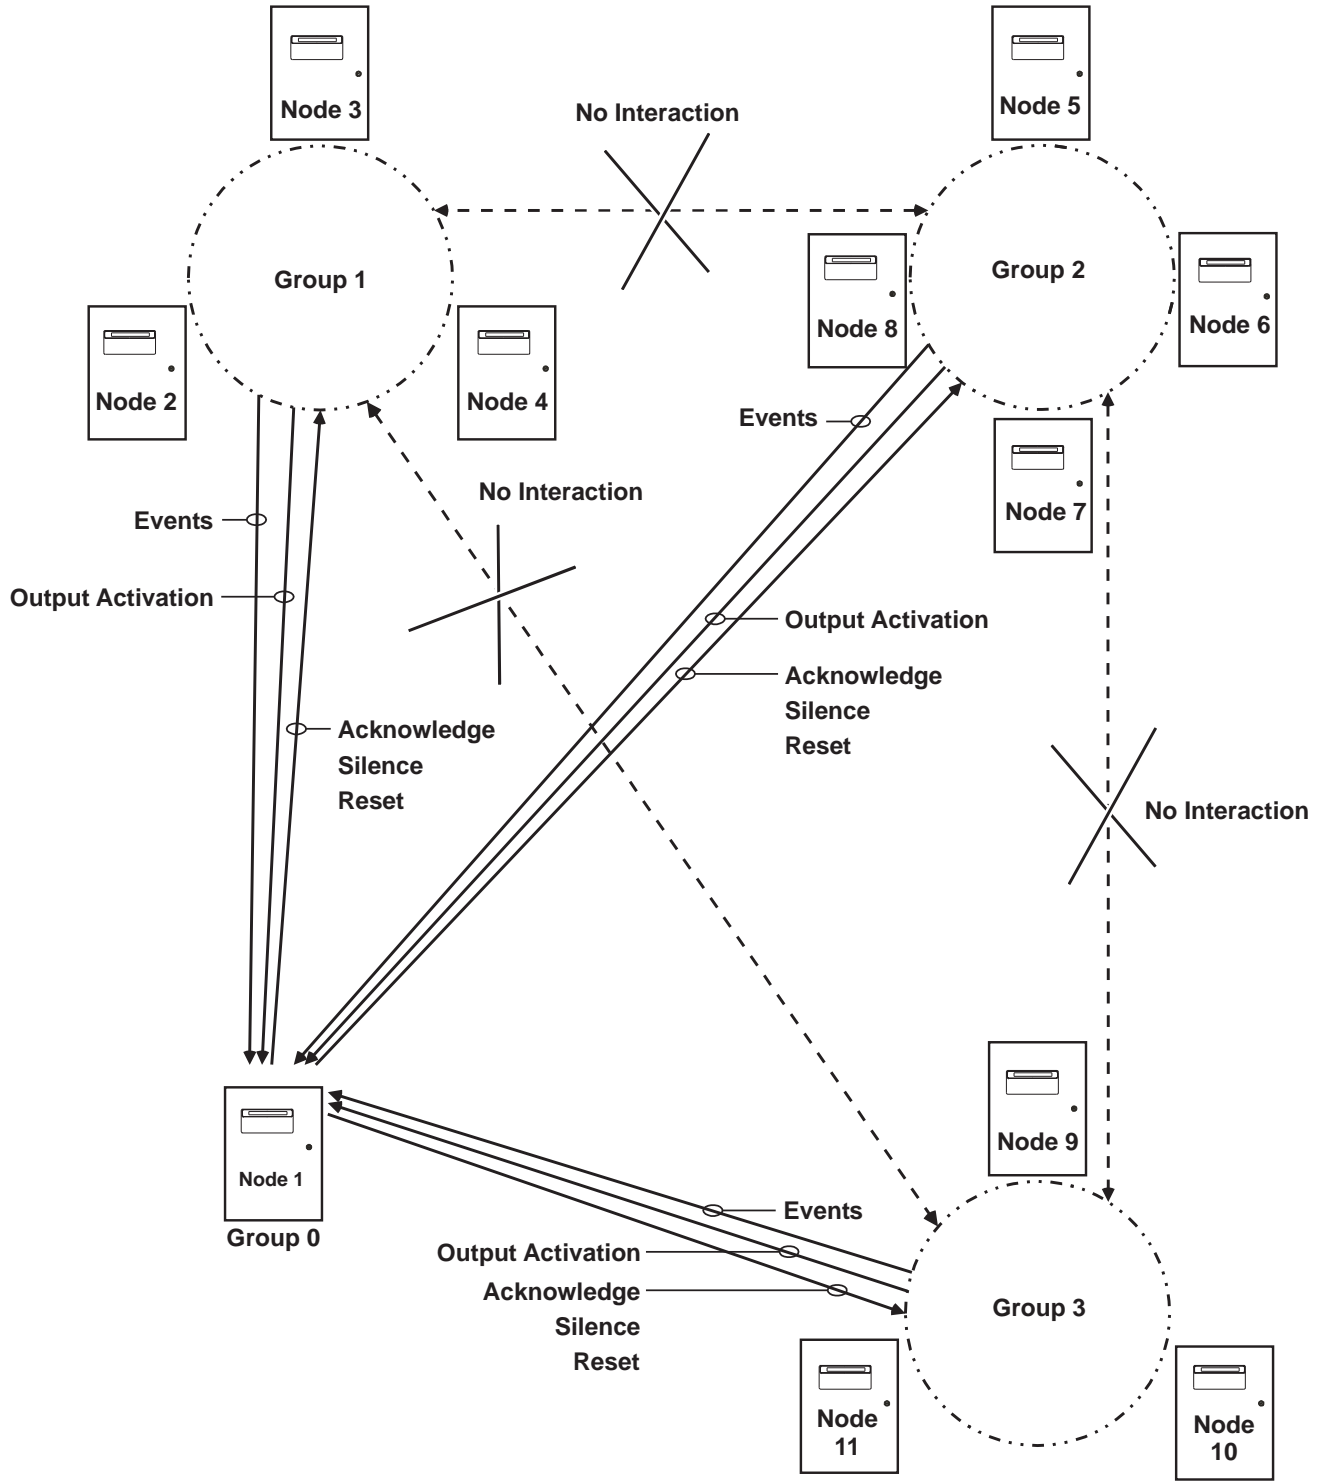 Node 3
Node 5
No Interaction
Group 1
Group 2
Node 8
Node 6
Node 2
Node 4
Events
Node 7
No Interaction
Events
Output Activation
Output Activation
Acknowledge
Silence
Reset
Acknowledge
Silence
Reset
No Interaction
Node 9
Node 1
Group 0
Events
Output Activation
Acknowledge
Silence
Reset
Group 3
Node
11
Node
10